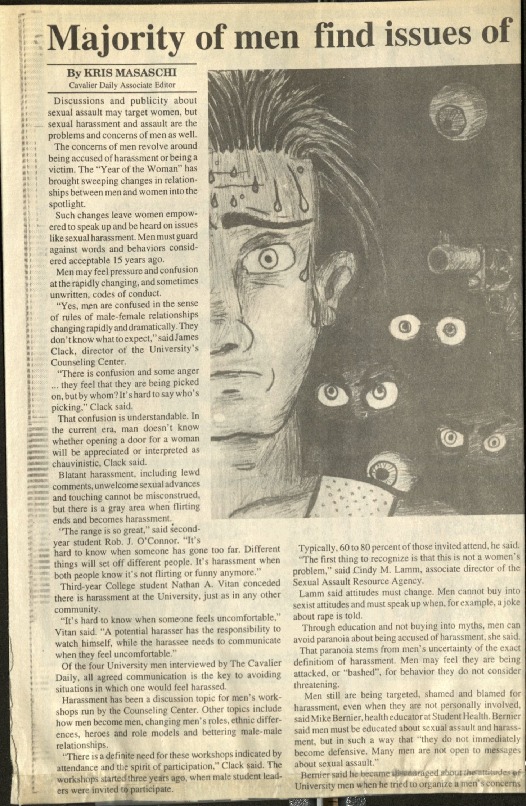 Majority of men find issues of
By KRIS MASASCHI
Cavalier Daily Associate Editor
Discussions and publicity about
sexual assault may target women, but
sexual harassment and assault are the
problems and concerns of men as well.
The concerns of men revolve around
being accused of harassment or being a
victim. The "Year of the Woman" has
brought sweeping changes in relation-
ships between men and women into the
spotlight.
Such changes leave women empow-
ered to speak up and be heard on issues
like sexual harassment. Men must guard
against words and behaviors consid-
ered acceptable 15 years ago.
Men may feel pressure and confusion
at the rapidly changing, and sometimes
unwritten, codes of conduct.
"Yes, men are confused in the sense
of rules of male-female relationships
changing rapidly and dramatically. They
don't know what to expect," said James
Clack, director of the University's
Counseling Center.
"There is confusion and some anger
... they feel that they are being picked
on, but by whom? It's hard to say who's
picking," Clack said.
That confusion is understandable. In
the current era, man doesn't know
whether opening a door for a woman
will be appreciated or interpreted as
chauvinistic, Clack said.
Blatant harassment, including lewd
comments, unwelcome sexual advances
and touching cannot be misconstrued,
but there is a gray area when flirting
ends and becomes harassment.
"The range is so great," said second-
year student Rob. J. O'Connor. "It's
hard to know when someone has gone too far. Different
things will set off different people. It's harassment when
both people know it's not flirting or funny anymore."
Third-year College student Nathan A. Vitan conceded
there is harassment at the University, just as in any other
community.
"It's hard to know when someone feels uncomfortable,"
Vitan said. "A potential harasser has the responsibility to
watch himself, while the harassee needs to communicate
when they feel uncomfortable."
Of the four University men interviewed by The Cavalier
Daily, all agreed communication is the key to avoiding
situations in which one would feel harassed.
Harassment has been a discussion topic for men's work-
shops run by the Counseling Center. Other topics include
how men become men, changing men's roles, ethnic differ-
ences, heroes and role models and bettering male-male
relationships.
"There is a definite need for these workshops indicated by
attendance and the spirit of participation," Clack said. The
workshops started three years ago, when male student lead-
ers were invited to participate.
Typically, 60 to 80 percent of those invited attend, he said.
"The first thing to recognize is that this is not a women's
problem," said Cindy M. Lamm, associate director of the
Sexual Assault Resource Agency.
Lamm said attitudes must change. Men cannot buy into
sexist attitudes and must speak up when, for example, a joke
about rape is told.
Through education and not buying into myths, men can
avoid paranoia about being accused of harassment, she said.
That paranoia stems from men's uncertainty of the exact
definition of harassment. Men may feel they are being
attacked, or "bashed", for behavior they do not consider
threatening.
Men still are being targeted, shamed and blamed for
harassment, even when they are not personally involved,
said Mike Bernier, health educator at Student Health. Bernier
said men must be educated about sexual assault and harass-
ment, but in such a way that "they do not immediately
become defensive. Many men are not open to messages
about sexual assault."
Bernier said he became discouraged about the attitudes of
University men when he tried to organize a men's concerns